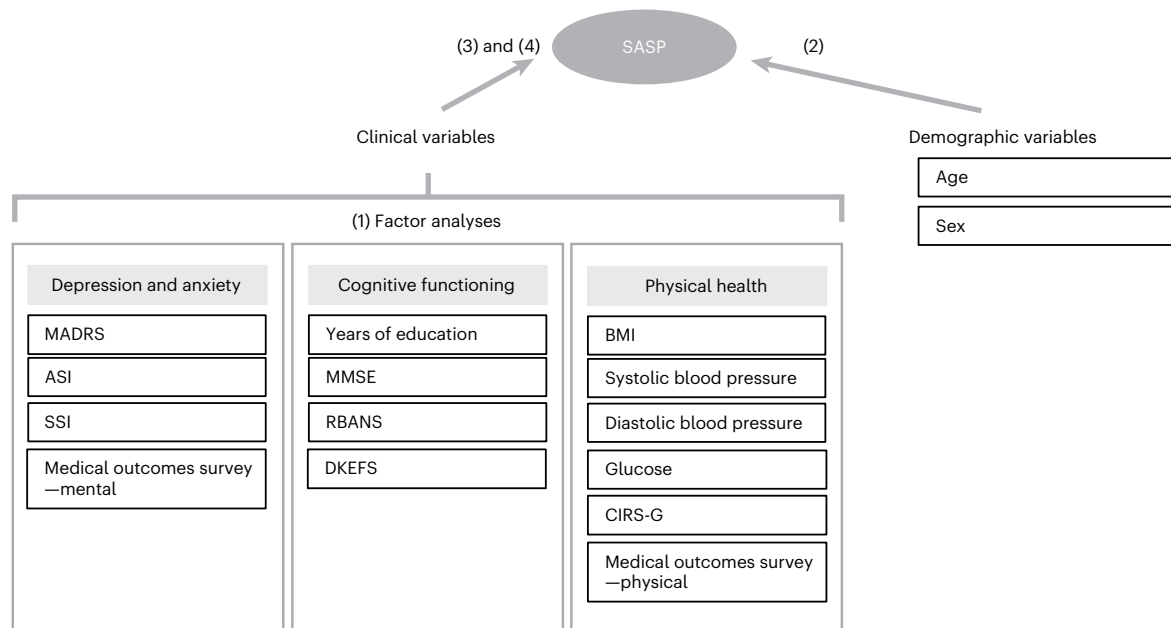 (3) and (4)
SASP
(2)
Clinical variables
Demographic variables
Age
Sex
(1) Factor analyses
Depression and anxiety
MADRS
ASI
SSI
Medical outcomes survey
—mental
Cognitive functioning
Years of education
MMSE
RBANS
DKEFS
Physical health
BMI
Systolic blood pressure
Diastolic blood pressure
Glucose
CIRS-G
Medical outcomes survey
—physical